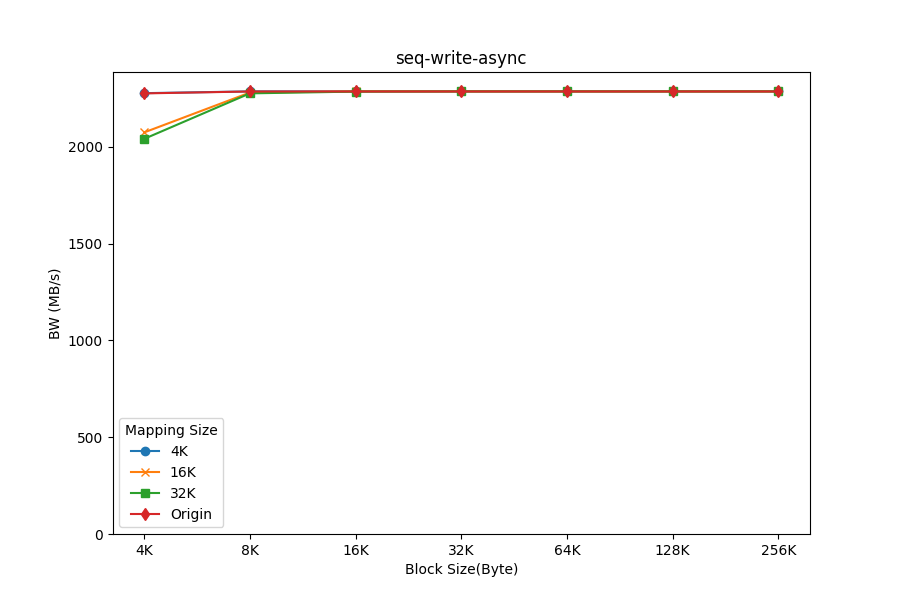 seq-write-async
BW (MB/s)
2000
1500
1000
500
0
Mapping Size
4K
16K
32K
Origin
4K 8K 16K 32K 64K 128K 256K
Block Size(Byte)